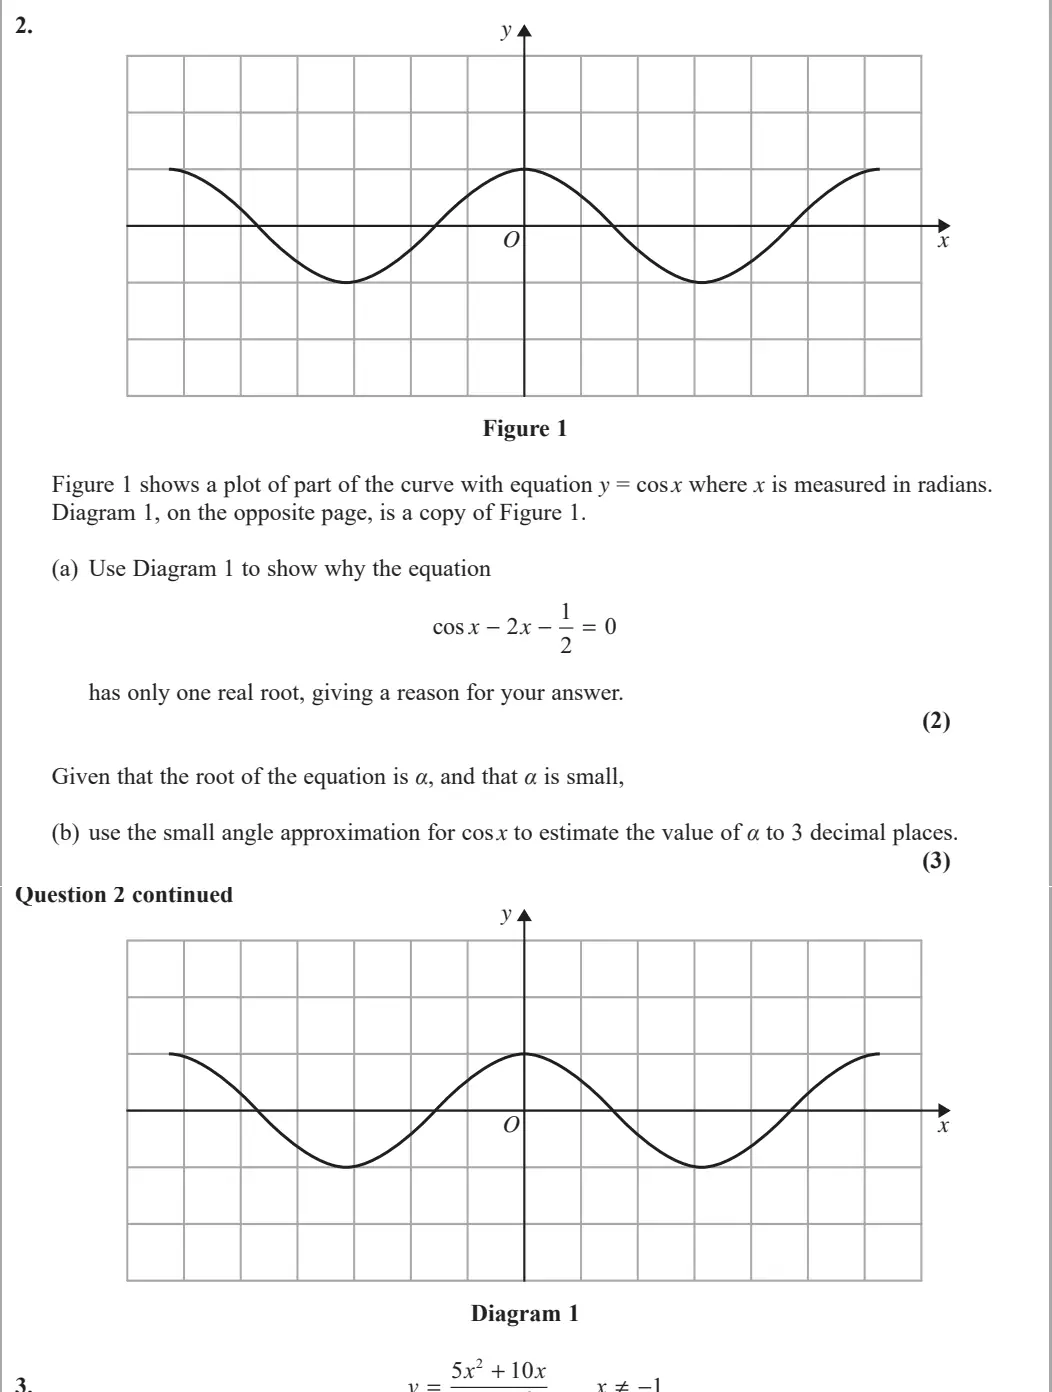 2.
y
O
x
Figure 1
Figure 1 shows a plot of part of the curve with equation y = cos x where x is measured in radians.
Diagram 1, on the opposite page, is a copy of Figure 1.
(a) Use Diagram 1 to show why the equation
cos x − 2x − 1/2 = 0
has only one real root, giving a reason for your answer.
(2)
Given that the root of the equation is α, and that α is small,
(b) use the small angle approximation for cos x to estimate the value of α to 3 decimal places.
(3)
Question 2 continued
y
O
x
Diagram 1
3.
y = 5x² + 10x
x ≠ −1